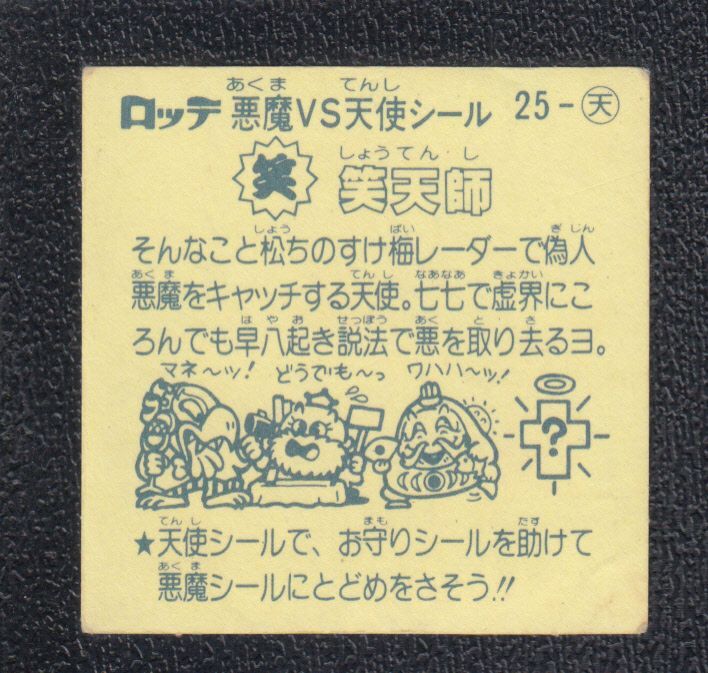 ロッテ 悪魔VS天使シール 25-天
あくま てんし
笑 笑天師
しょうてんし
そんなこと松ちのすけ梅レーダーで偽人
しょう ばい ぎじん
悪魔をキャッチする天使。七七で虚界にこ
あくま てんし なあなあ きょかい
ろんでも早八起き説法で悪を取り去るヨ。
はやお せっぽう あく と さ
マネ〜ッ! どうでも〜っ ワハハ〜ッ!
?
★天使シールで、お守りシールを助けて
てんし まも たす
悪魔シールにとどめをさそう!!
あくま